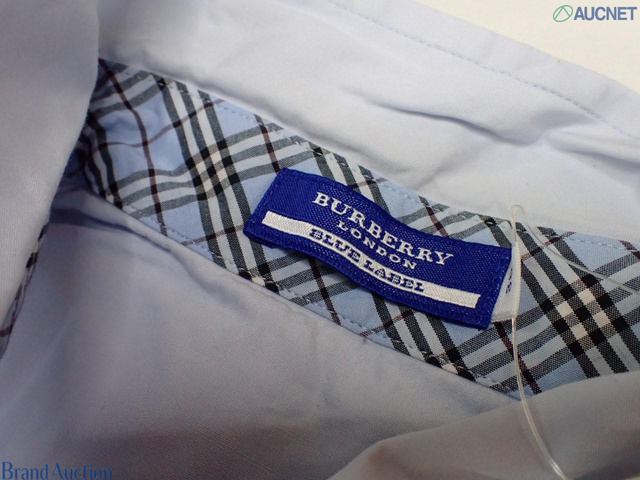 AUCNET
BURBERRY
LONDON
BLUE LABEL
Brand Auction